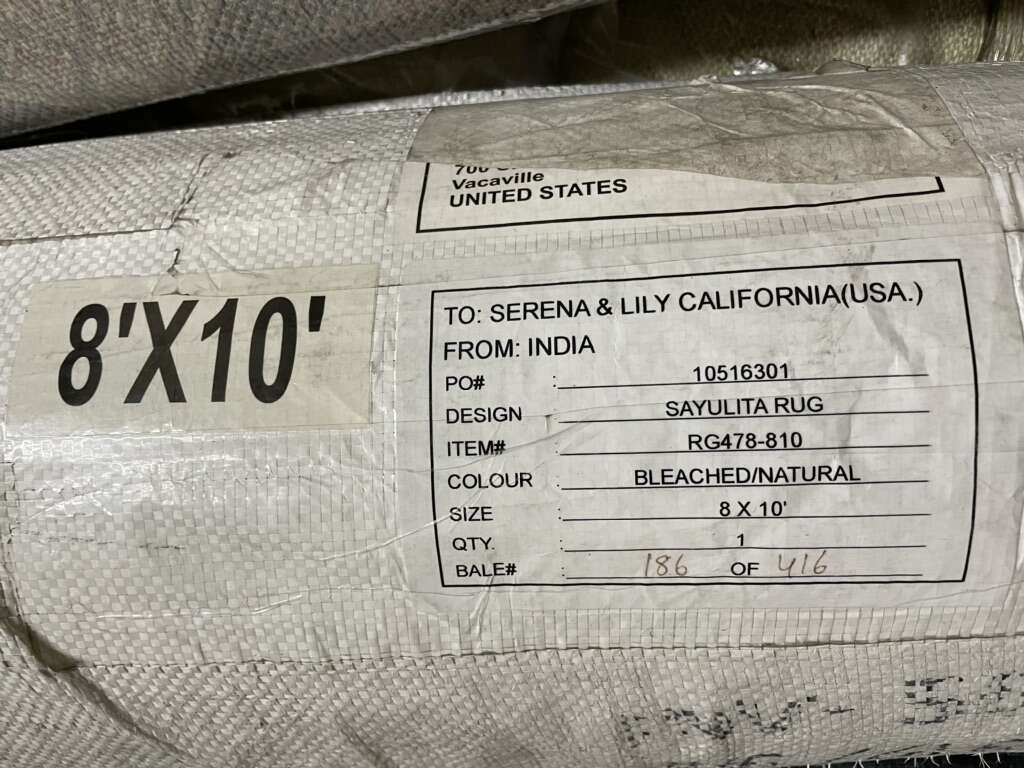 700
Vacaville
UNITED STATES
8'X10'
TO: SERENA & LILY CALIFORNIA(USA.)
FROM: INDIA
PO# : 10516301
DESIGN : SAYULITA RUG
ITEM# : RG478-810
COLOUR : BLEACHED/NATURAL
SIZE : 8 X 10'
QTY. : 1
BALE# : 186 OF 416